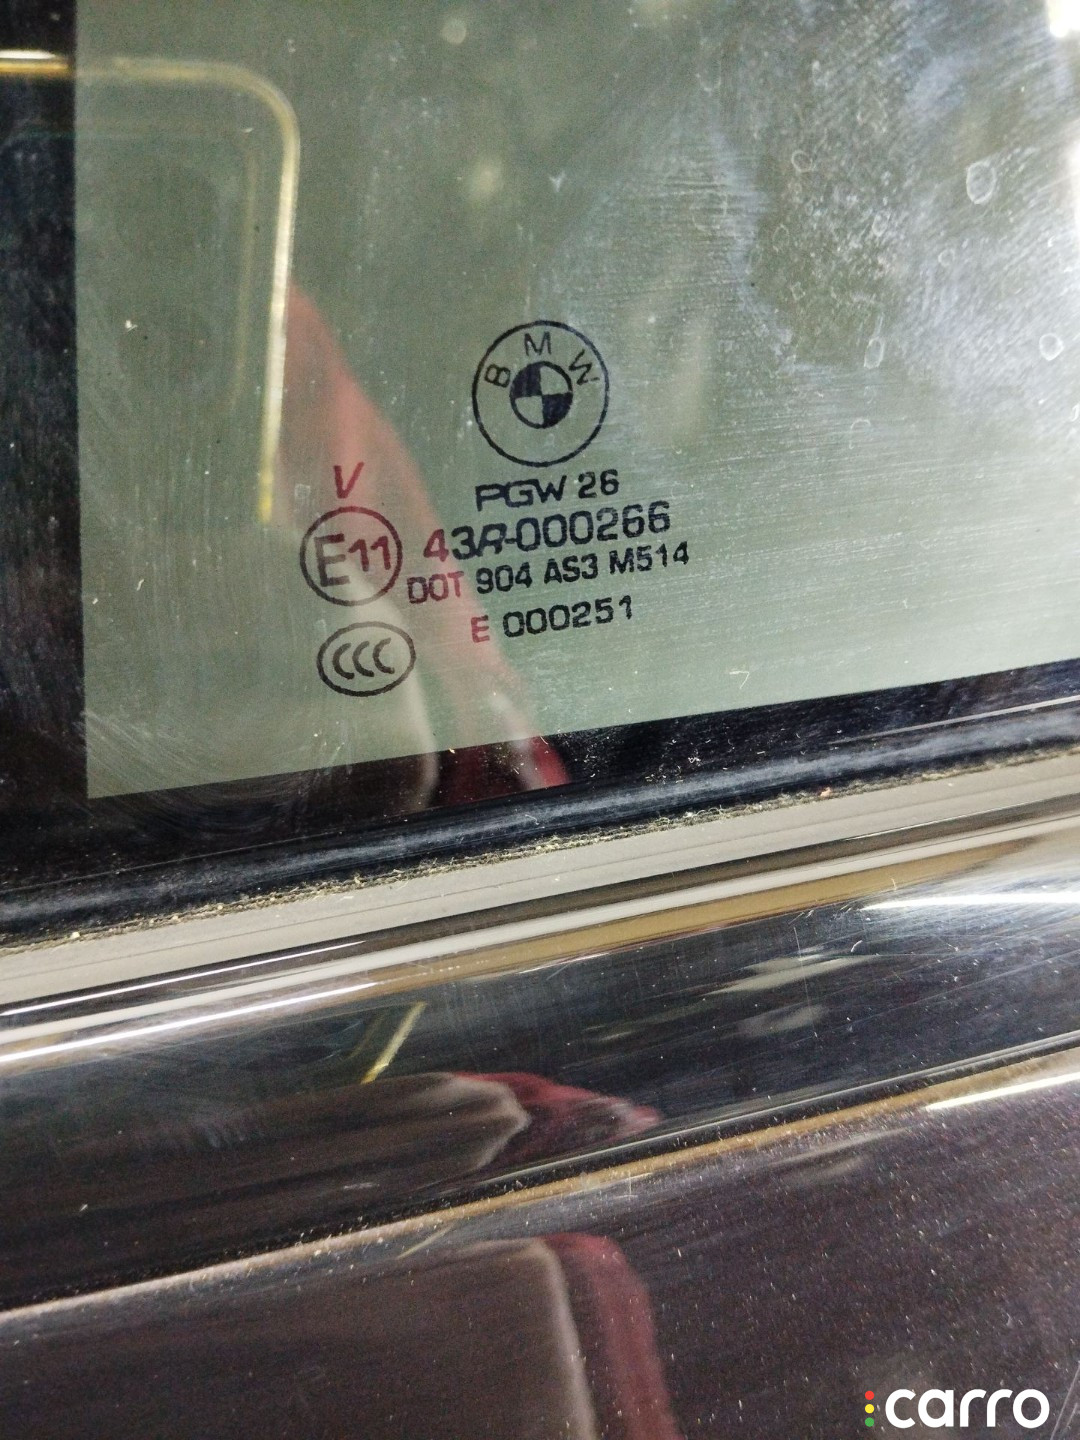 BMW
PGW 26
V
E11 43R-000266
DOT 904 AS3 M514
E 000251
CCC
carro